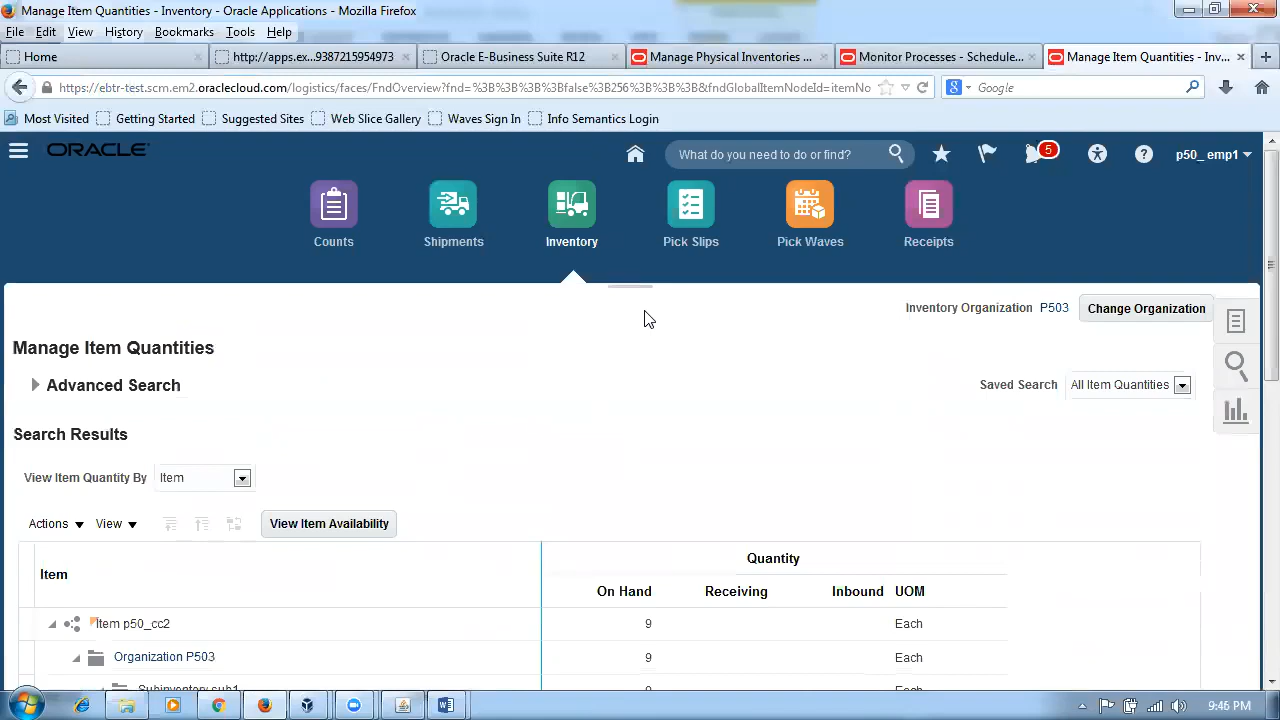 Manage Item Quantities - Inventory - Oracle Applications - Mozilla Firefox
File Edit View History Bookmarks Tools Help
Home http://apps.ex...9387215954973 Oracle E-Business Suite R12 Manage Physical Inventories ... Monitor Processes - Schedule... Manage Item Quantities - Inv...
https://ebtr-test.scm.em2.oraclecloud.com/logistics/faces/FndOverview?fnd=%3B%3B%3Bfalse%3B256%3B%3B%3B&fndGlobalItemNodeId=itemNo Google
Most Visited Getting Started Suggested Sites Web Slice Gallery Waves Sign In Info Semantics Login
ORACLE What do you need to do or find? 5 p50_emp1
Counts Shipments Inventory Pick Slips Pick Waves Receipts
Inventory Organization P503 Change Organization
Manage Item Quantities
Advanced Search Saved Search All Item Quantities
Search Results
View Item Quantity By Item
Actions View View Item Availability
Quantity
Item
On Hand Receiving Inbound UOM
Item p50_cc2 9 Each
Organization P503 9 Each
Subinventory sub1 9 Each
9:46 PM